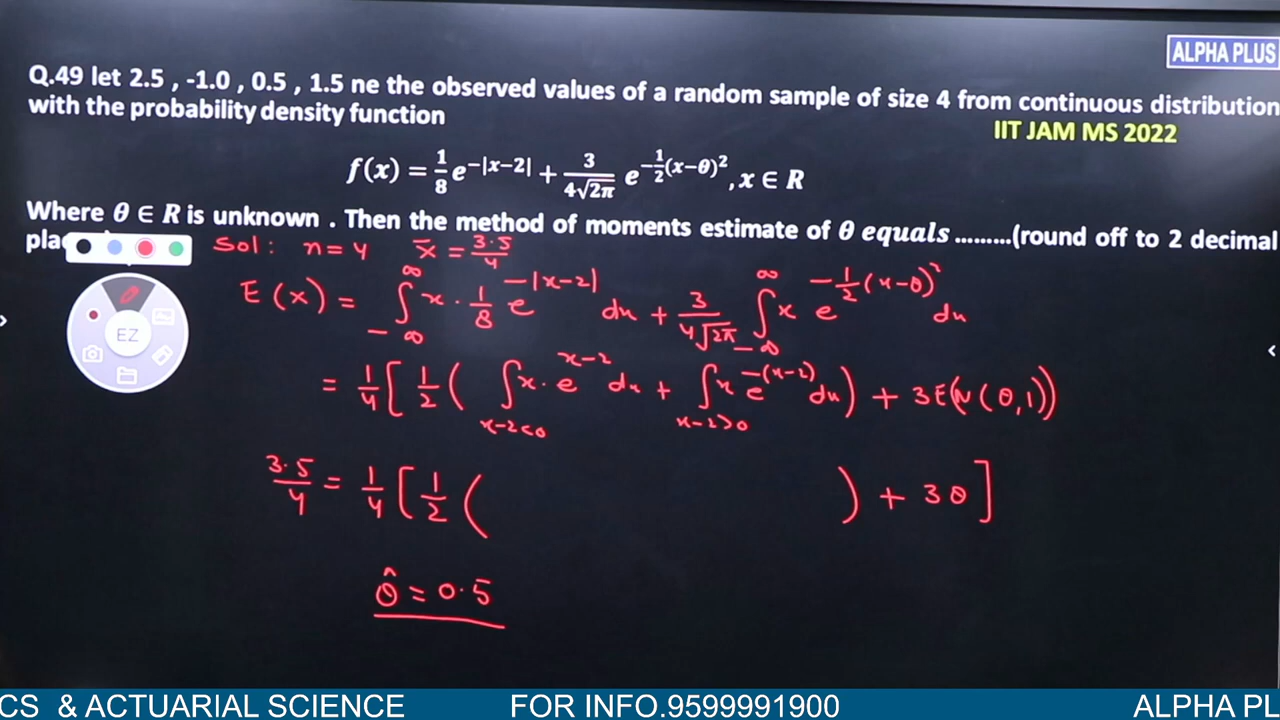 ALPHA PLUS
Q.49 let 2.5 , -1.0 , 0.5 , 1.5 ne the observed values of a random sample of size 4 from continuous distribution
with the probability density function
IIT JAM MS 2022
f(x) = 1/8 e^{-|x-2|} + 3/(4√2π) e^{-1/2(x-θ)²}, x ∈ R
Where θ ∈ R is unknown . Then the method of moments estimate of θ equals .........(round off to 2 decimal
pla
Sol: n=4 x̄ = 3.5/4
E(x) = ∫_{-∞}^{∞} x · 1/8 e^{-|x-2|} dx + 3/(4√2π) ∫_{-∞}^{∞} x e^{-1/2(x-θ)²} dx
EZ
= 1/4 [ 1/2 ( ∫_{x-2<0} x · e^{x-2} dx + ∫_{x-2>0} x e^{-(x-2)} dx ) + 3E(N(θ,1))
3.5/4 = 1/4 [ 1/2 ( ) + 3θ ]
θ̂ = 0.5
CS & ACTUARIAL SCIENCE FOR INFO.9599991900 ALPHA PL